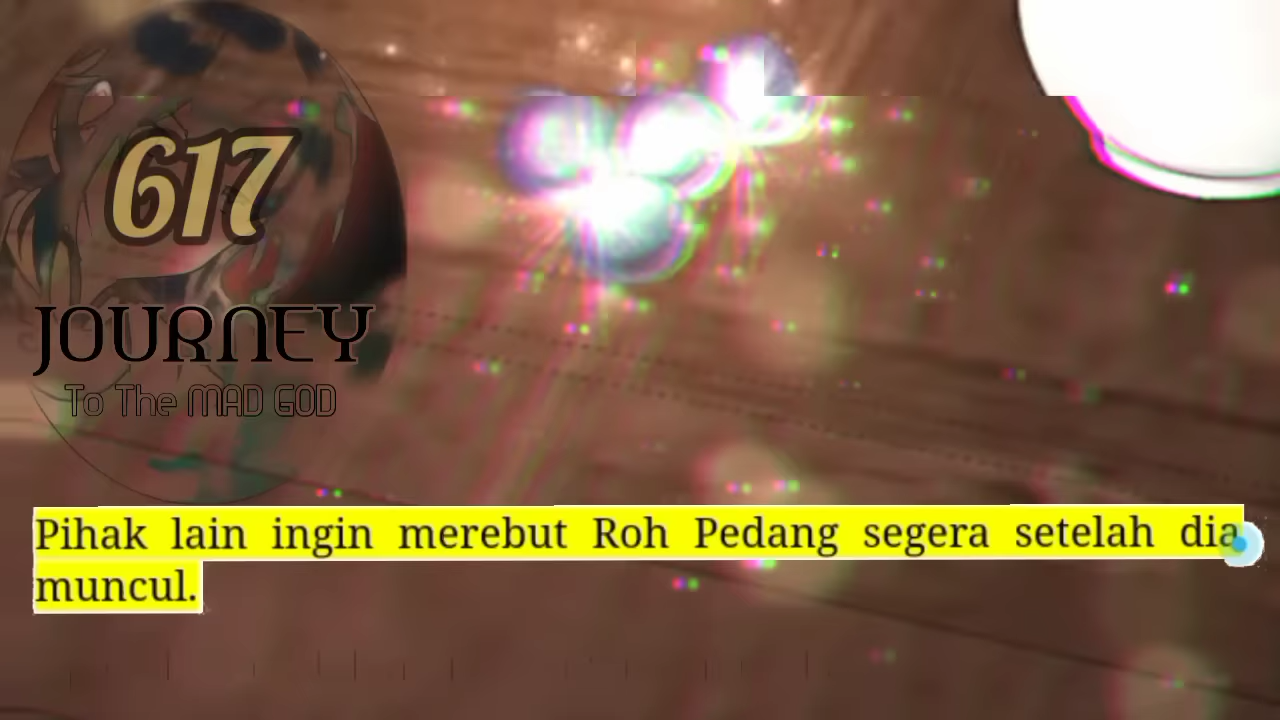 617
JOURNEY
To The MAD GOD
Pihak lain ingin merebut Roh Pedang segera setelah dia
muncul.